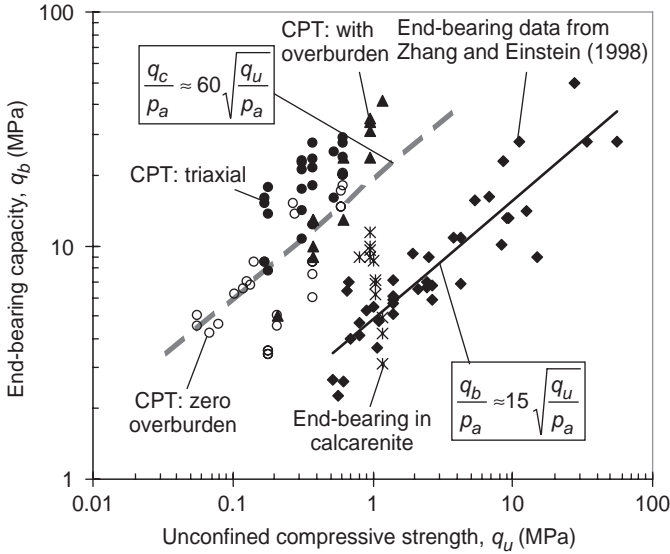 CPT: with
overburden
End-bearing data from
Zhang and Einstein (1998)
q_c/p_a ≈ 60 √(q_u/p_a)
CPT: triaxial
CPT: zero
overburden
End-bearing in
calcarenite
q_b/p_a ≈15 √(q_u/p_a)
End-bearing capacity, q_b (MPa)
100
10
1
0.01
0.1
1
10
100
Unconfined compressive strength, q_u (MPa)